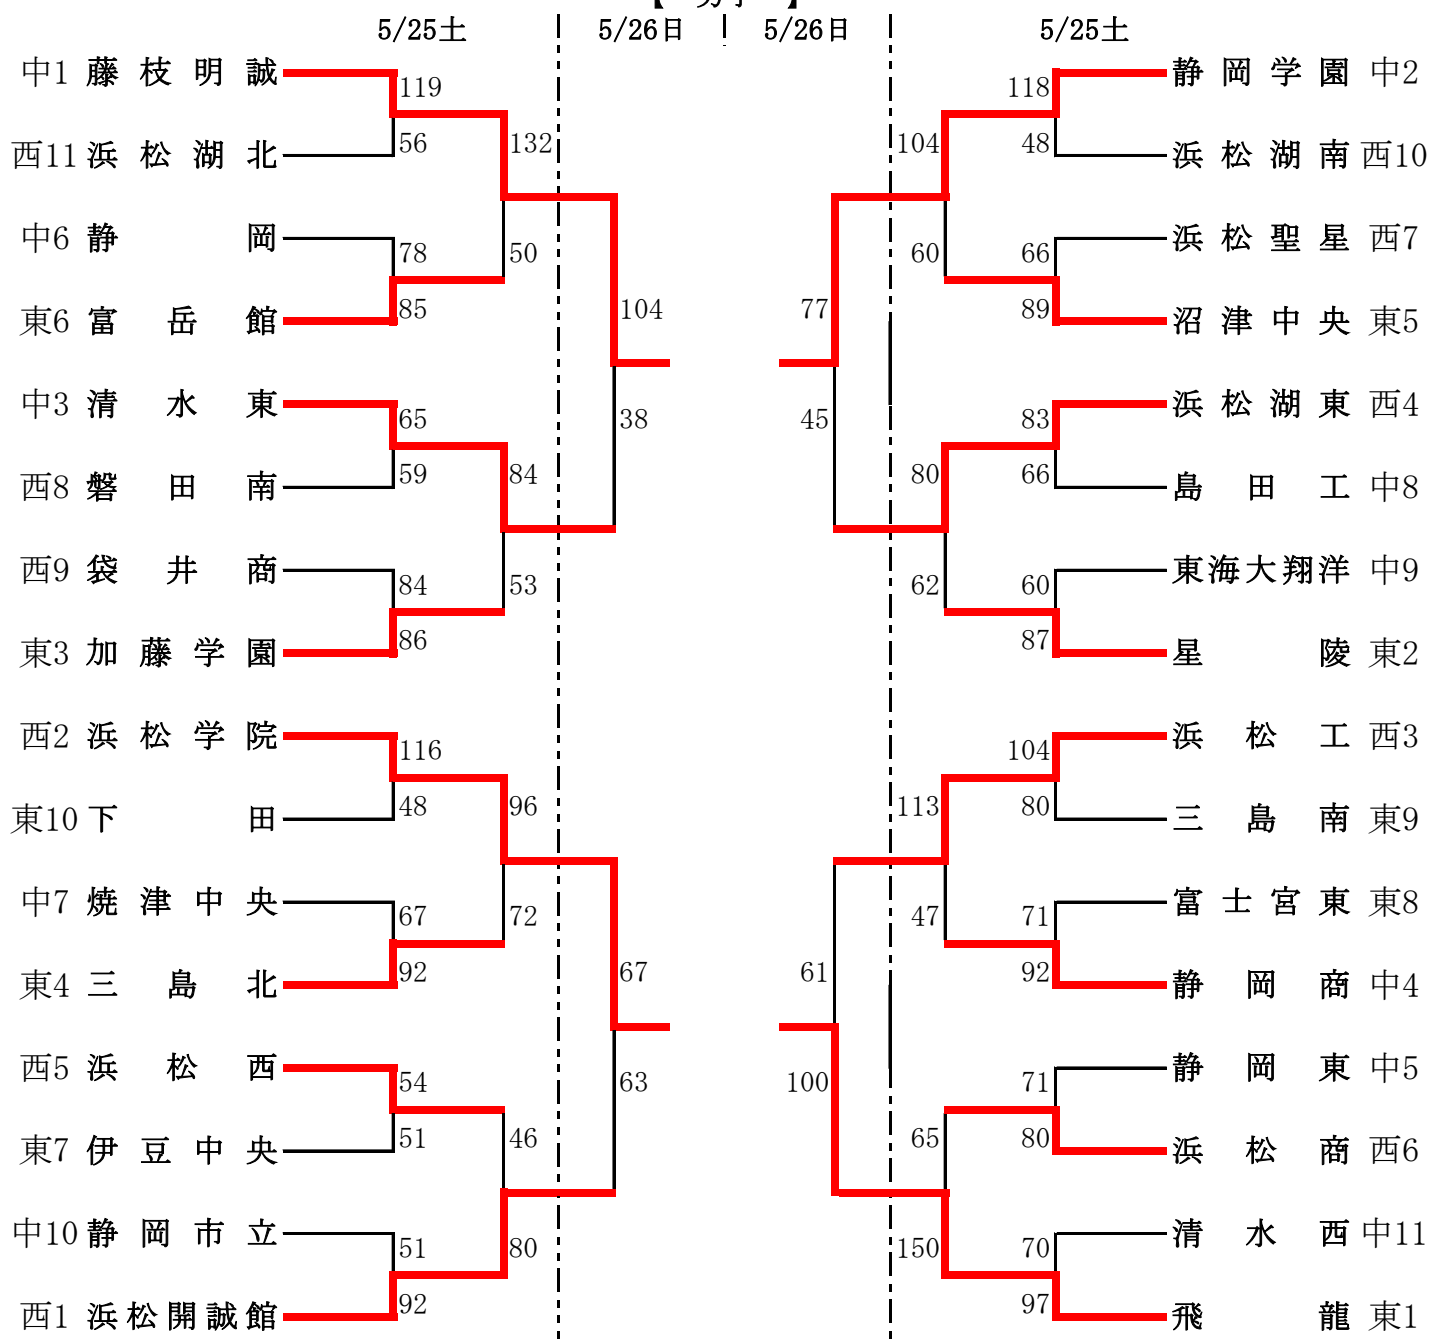 【 男子 】
5/25土 5/26日 5/26日 5/25土
中1 藤枝明誠 119 118 静岡学園 中2
西11 浜松湖北 56 132 104 48 浜松湖南 西10
中6 静岡 78 50 60 66 浜松聖星 西7
東6 富岳館 85 104 77 89 沼津中央 東5
中3 清水東 65 38 45 83 浜松湖東 西4
西8 磐田南 59 84 80 66 島田工 中8
西9 袋井商 84 53 62 60 東海大翔洋 中9
東3 加藤学園 86 87 星陵 東2
西2 浜松学院 116 104 浜松工 西3
東10 下田 48 96 113 80 三島南 東9
中7 焼津中央 67 72 47 71 富士宮東 東8
東4 三島北 92 67 61 92 静岡商 中4
西5 浜松西 54 63 100 71 静岡東 中5
東7 伊豆中央 51 46 65 80 浜松商 西6
中10 静岡市立 51 80 150 70 清水西 中11
西1 浜松開誠館 92 97 飛龍 東1